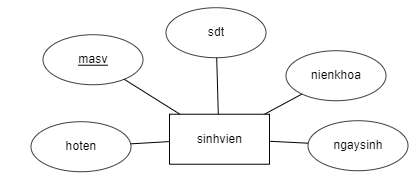 sdt
masv
nienkhoa
sinhvien
hoten
ngaysinh